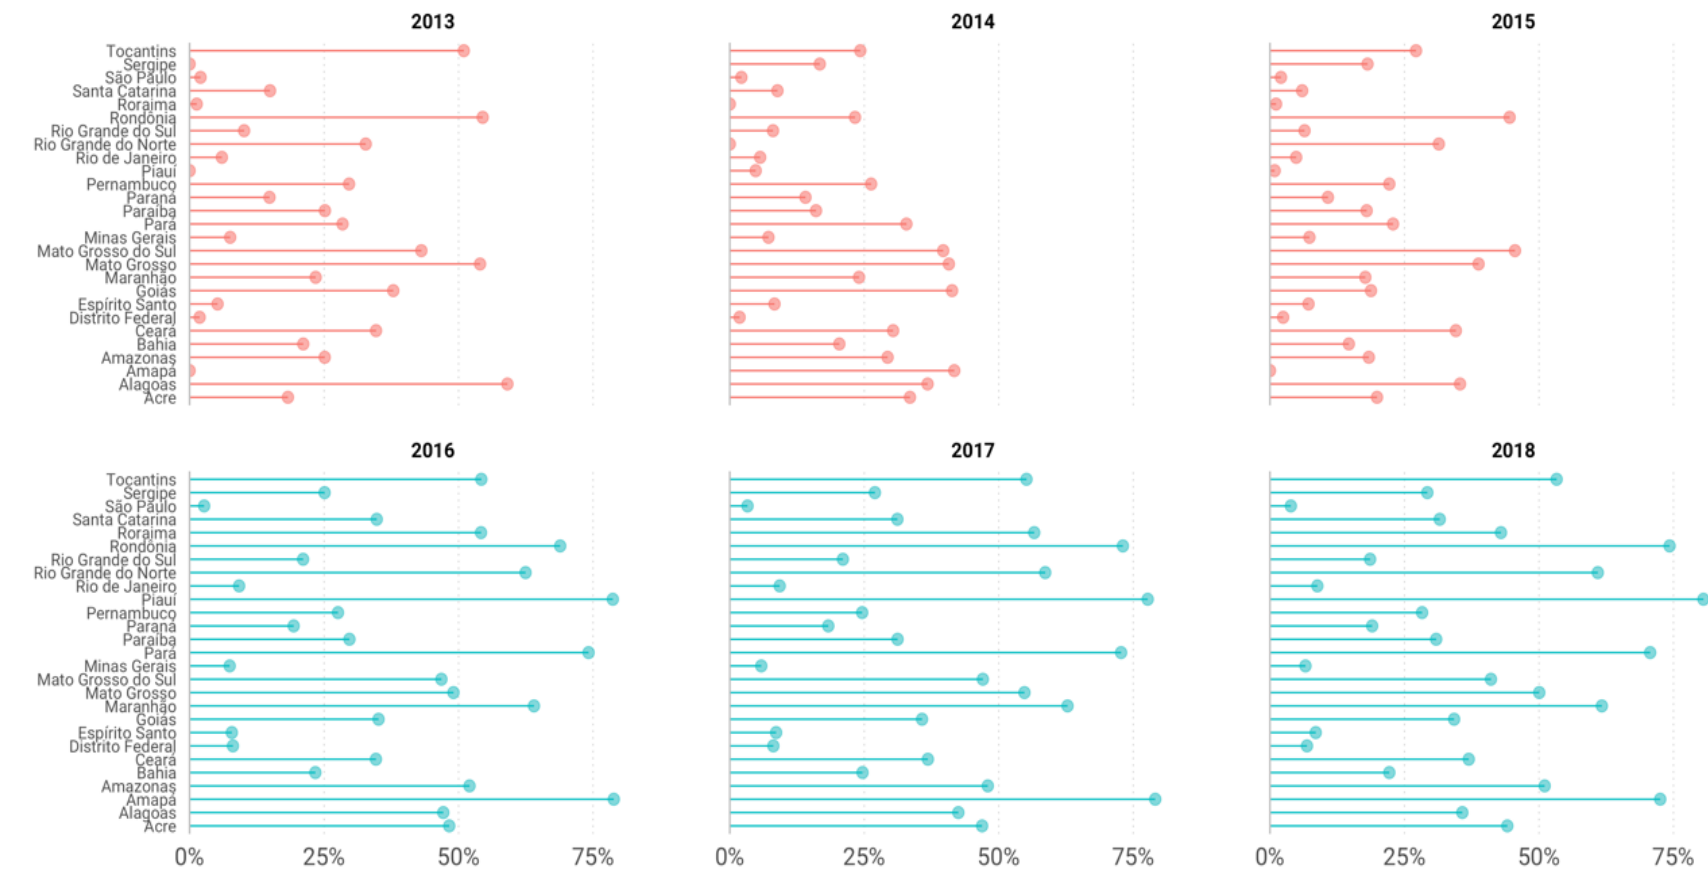 2013
2014
2015
Tocantins
Sergipe
São Paulo
Santa Catarina
Roraima
Rondônia
Rio Grande do Sul
Rio Grande do Norte
Rio de Janeiro
Piauí
Pernambuco
Paraná
Paraíba
Pará
Minas Gerais
Mato Grosso do Sul
Mato Grosso
Maranhão
Goiás
Espírito Santo
Distrito Federal
Ceará
Bahia
Amazonas
Amapá
Alagoas
Acre
2016
2017
2018
Tocantins
Sergipe
São Paulo
Santa Catarina
Roraima
Rondônia
Rio Grande do Sul
Rio Grande do Norte
Rio de Janeiro
Piauí
Pernambuco
Paraná
Paraíba
Pará
Minas Gerais
Mato Grosso do Sul
Mato Grosso
Maranhão
Goiás
Espírito Santo
Distrito Federal
Ceará
Bahia
Amazonas
Amapá
Alagoas
Acre
0% 25% 50% 75% 0% 25% 50% 75% 0% 25% 50% 75%